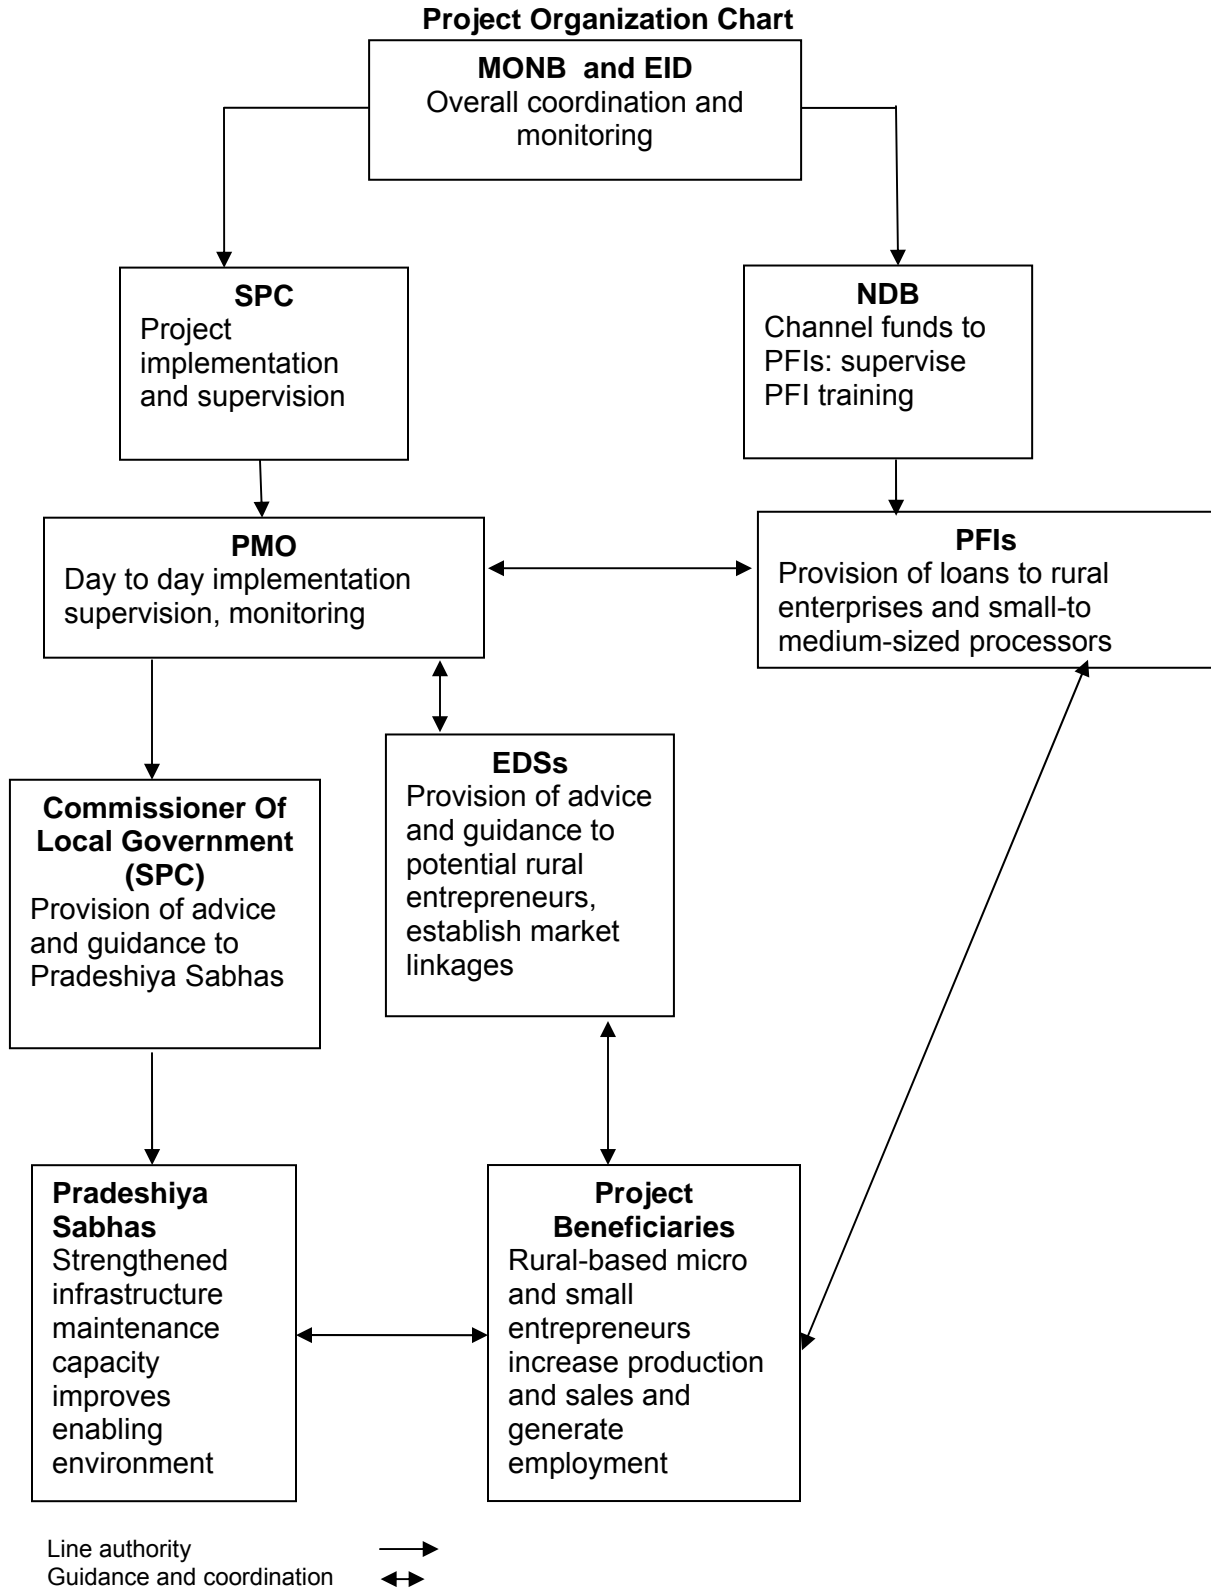 Project Organization Chart
MONB and EID
Overall coordination and
monitoring
SPC
Project
implementation
and supervision
NDB
Channel funds to
PFIs: supervise
PFI training
PMO
Day to day implementation
supervision, monitoring
PFIs
Provision of loans to rural
enterprises and small-to
medium-sized processors
Commissioner Of
Local Government
(SPC)
Provision of advice
and guidance to
Pradeshiya Sabhas
EDSs
Provision of advice
and guidance to
potential rural
entrepreneurs,
establish market
linkages
Pradeshiya
Sabhas
Strengthened
infrastructure
maintenance
capacity
improves
enabling
environment
Project
Beneficiaries
Rural-based micro
and small
entrepreneurs
increase production
and sales and
generate
employment
Line authority
Guidance and coordination